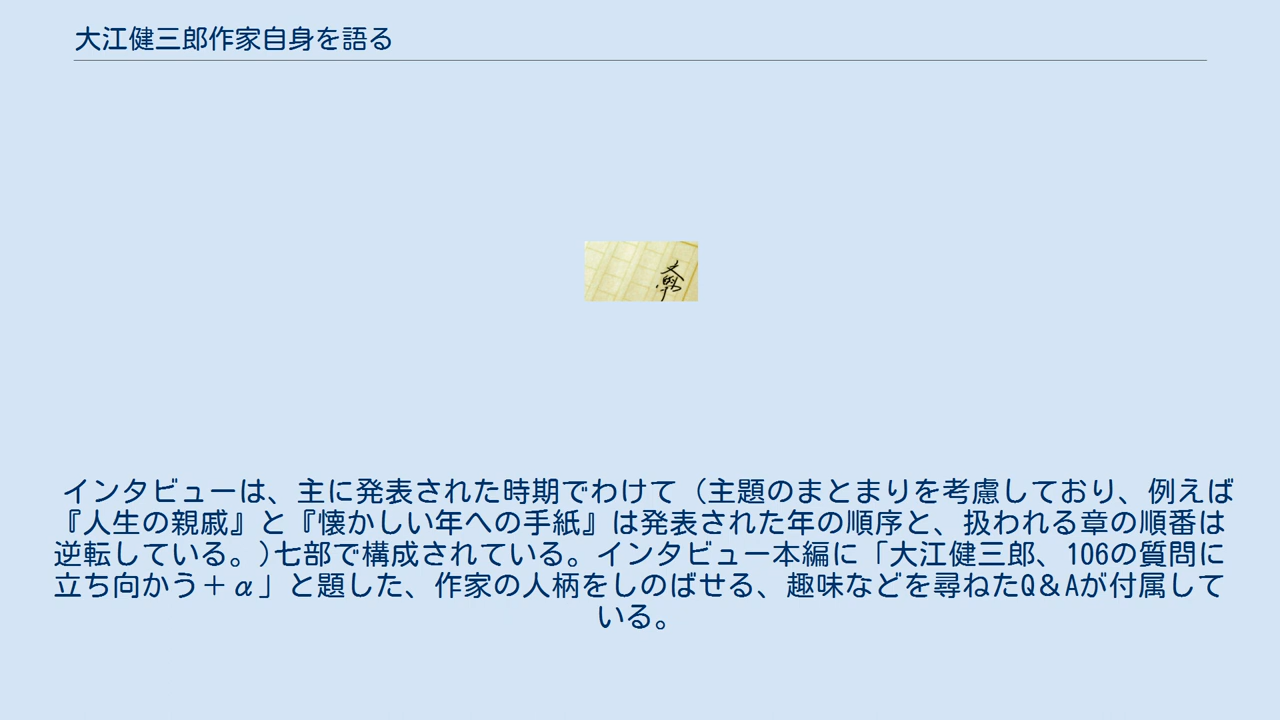 大江健三郎作家自身を語る
インタビューは、主に発表された時期でわけて（主題のまとまりを考慮しており、例えば
『人生の親戚』と『懐かしい年への手紙』は発表された年の順序と、扱われる章の順番は
逆転している。)七部で構成されている。インタビュー本編に「大江健三郎、106の質問に
立ち向かう＋α」と題した、作家の人柄をしのばせる、趣味などを尋ねたQ＆Aが付属して
いる。